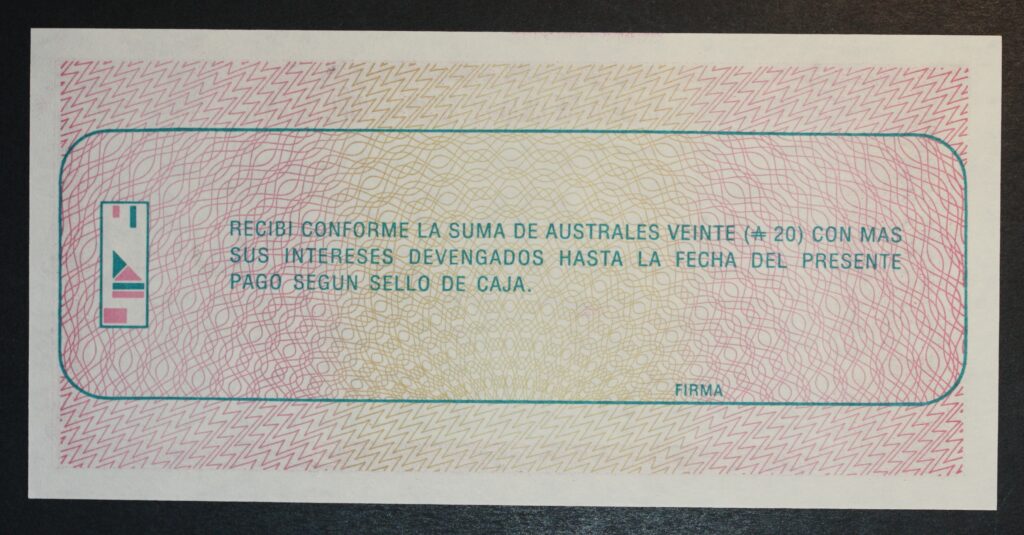 RECIBI CONFORME LA SUMA DE AUSTRALES VEINTE (₳ 20) CON MAS
SUS INTERESES DEVENGADOS HASTA LA FECHA DEL PRESENTE
PAGO SEGUN SELLO DE CAJA.
FIRMA